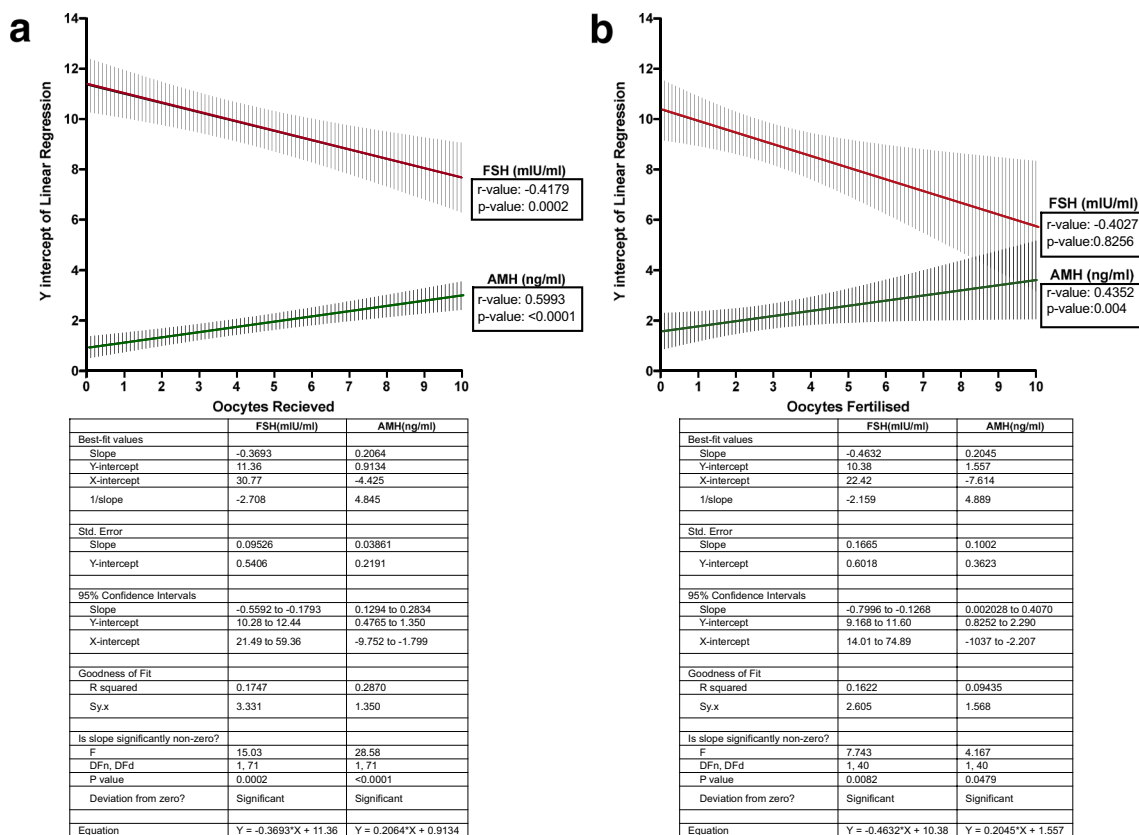 a
Y intercept of Linear Regression
14
12
10
8
6
4
2
0
0 1 2 3 4 5 6 7 8 9 10
Oocytes Recieved
FSH (mIU/ml)
r-value: -0.4179
p-value: 0.0002
AMH (ng/ml)
r-value: 0.5993
p-value: <0.0001
FSH(mIU/ml) AMH(ng/ml)
Best-fit values
Slope -0.3693 0.2064
Y-intercept 11.36 0.9134
X-intercept 30.77 -4.425
1/slope -2.708 4.845
Std. Error
Slope 0.09526 0.03861
Y-intercept 0.5406 0.2191
95% Confidence Intervals
Slope -0.5592 to -0.1793 0.1294 to 0.2834
Y-intercept 10.28 to 12.44 0.4765 to 1.350
X-intercept 21.49 to 59.36 -9.752 to -1.799
Goodness of Fit
R squared 0.1747 0.2870
Sy.x 3.331 1.350
Is slope significantly non-zero?
F 15.03 28.58
DFn, DFd 1, 71 1, 71
P value 0.0002 <0.0001
Deviation from zero? Significant Significant
Equation Y = -0.3693*X + 11.36 Y = 0.2064*X + 0.9134
b
Y intercept of Linear Regression
14
12
10
8
6
4
2
0
0 1 2 3 4 5 6 7 8 9 10
Oocytes Fertilised
FSH (mIU/ml)
r-value: -0.4027
p-value:0.8256
AMH (ng/ml)
r-value: 0.4352
p-value:0.004
FSH(mIU/ml) AMH(ng/ml)
Best-fit values
Slope -0.4632 0.2045
Y-intercept 10.38 1.557
X-intercept 22.42 -7.614
1/slope -2.159 4.889
Std. Error
Slope 0.1665 0.1002
Y-intercept 0.6018 0.3623
95% Confidence Intervals
Slope -0.7996 to -0.1268 0.002028 to 0.4070
Y-intercept 9.168 to 11.60 0.8252 to 2.290
X-intercept 14.01 to 74.89 -1037 to -2.207
Goodness of Fit
R squared 0.1622 0.09435
Sy.x 2.605 1.568
Is slope significantly non-zero?
F 7.743 4.167
DFn, DFd 1, 40 1, 40
P value 0.0082 0.0479
Deviation from zero? Significant Significant
Equation Y = -0.4632*X + 10.38 Y = 0.2045*X + 1.557